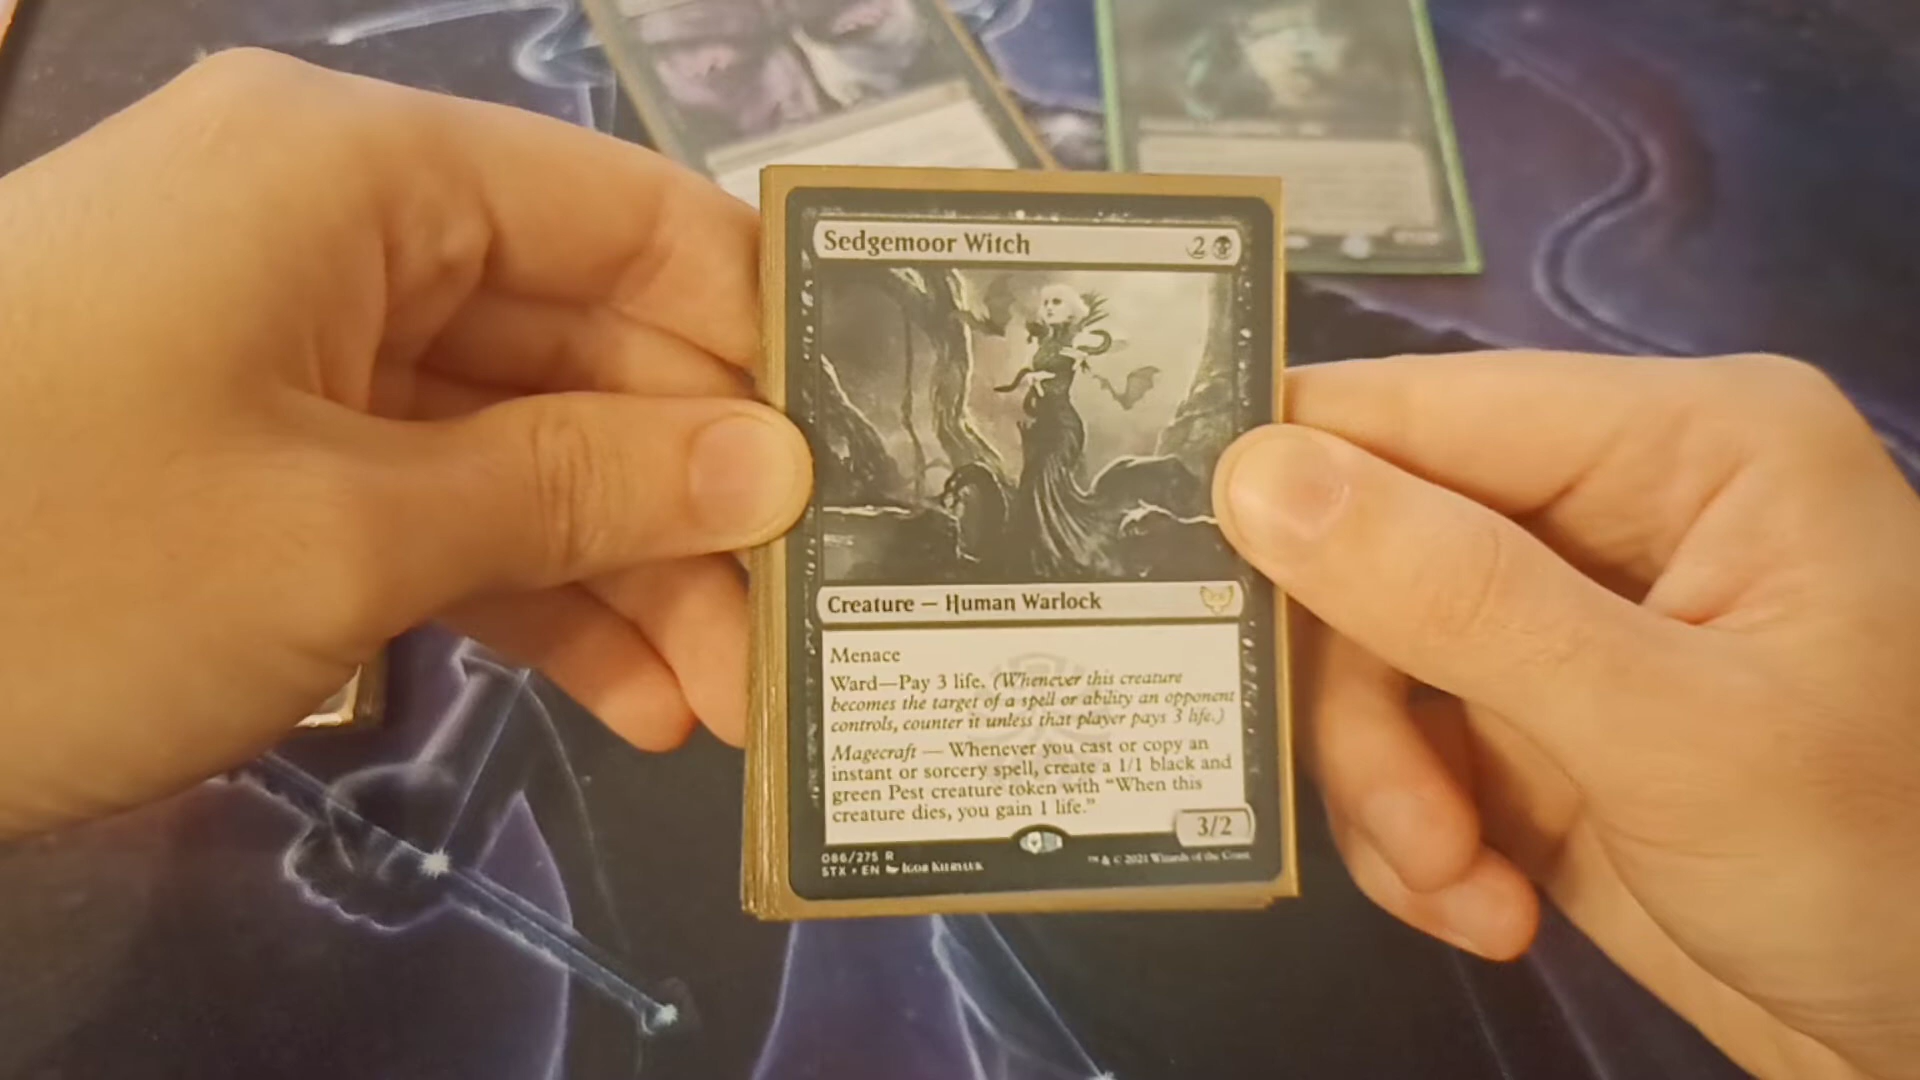 Sedgemoor Witch 2
Creature — Human Warlock
Menace
Ward—Pay 3 life. (Whenever this creature
becomes the target of a spell or ability an opponent
controls, counter it unless that player pays 3 life.)
Magecraft — Whenever you cast or copy an
instant or sorcery spell, create a 1/1 black and
green Pest creature token with "When this
creature dies, you gain 1 life."
3/2
086/275 R
STX • EN Igor Kieryluk
™ & © 2021 Wizards of the Coast